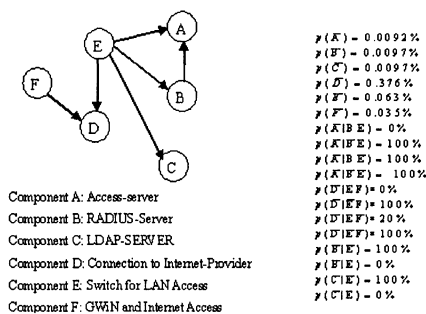 A
E
B
F
D
C
Component A: Access-server
Component B: RADIUS-Server
Component C: LDAP-SERVER
Component D: Connection to Internet-Provider
Component E: Switch for LAN Access
Component F: GWiN and Internet Access
p(A̅) = 0.0092%
p(B̅) = 0.0097%
p(C̅) = 0.0097%
p(D̅) = 0.376%
p(E̅) = 0.063%
p(F̅) = 0.035%
p(A̅|B E) = 0%
p(A̅|B̅ E) = 100%
p(A̅|B E̅) = 100%
p(A̅|B̅ E̅) = 100%
p(D̅|E F) = 0%
p(D̅|E̅ F) = 100%
p(D̅|E F̅) = 20%
p(D̅|E̅ F̅) = 100%
p(B̅|E̅) = 100%
p(B̅|E) = 0%
p(C̅|E̅) = 100%
p(C̅|E) = 0%